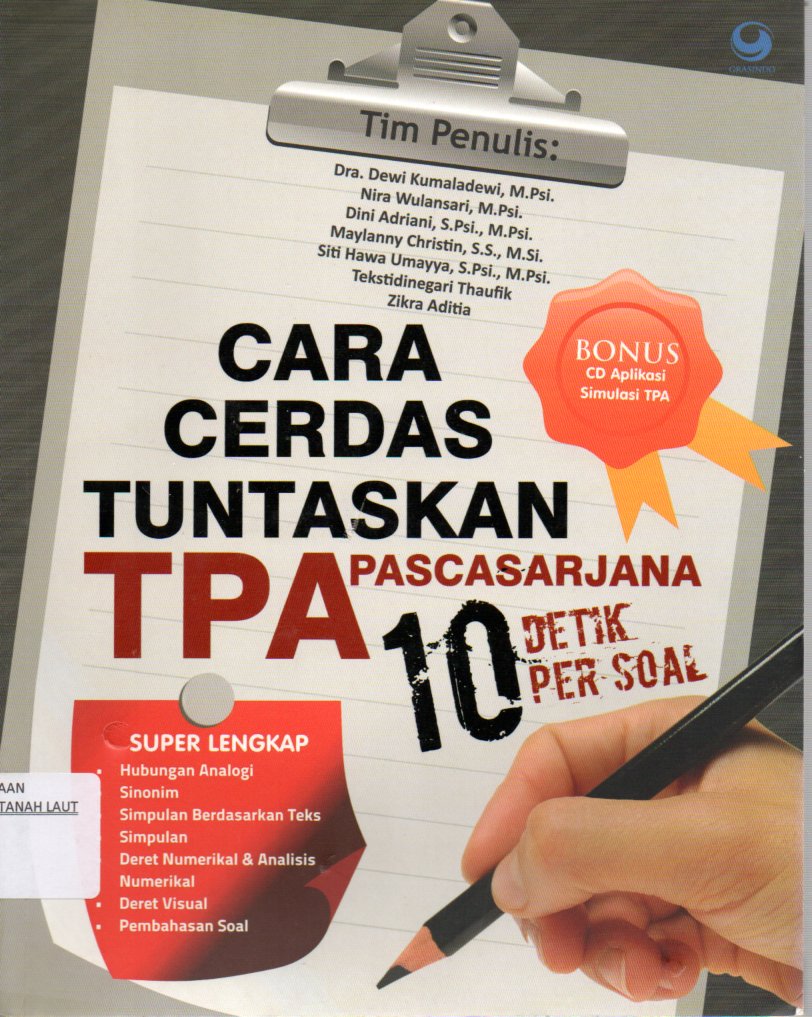 GRASINDO
Tim Penulis:
Dra. Dewi Kumaladewi, M.Psi.
Nira Wulansari, M.Psi.
Dini Adriani, S.Psi., M.Psi.
Maylanny Christin, S.S., M.Si.
Siti Hawa Umayya, S.Psi., M.Psi.
Tekstidinegari Thaufik
Zikra Aditia
BONUS
CD Aplikasi
Simulasi TPA
CARA
CERDAS
TUNTASKAN
TPA PASCASARJANA
10 DETIK
PER SOAL
SUPER LENGKAP
• Hubungan Analogi
• Sinonim
• Simpulan Berdasarkan Teks
• Simpulan
• Deret Numerikal & Analisis
Numerikal
• Deret Visual
• Pembahasan Soal
AAN
TANAH LAUT